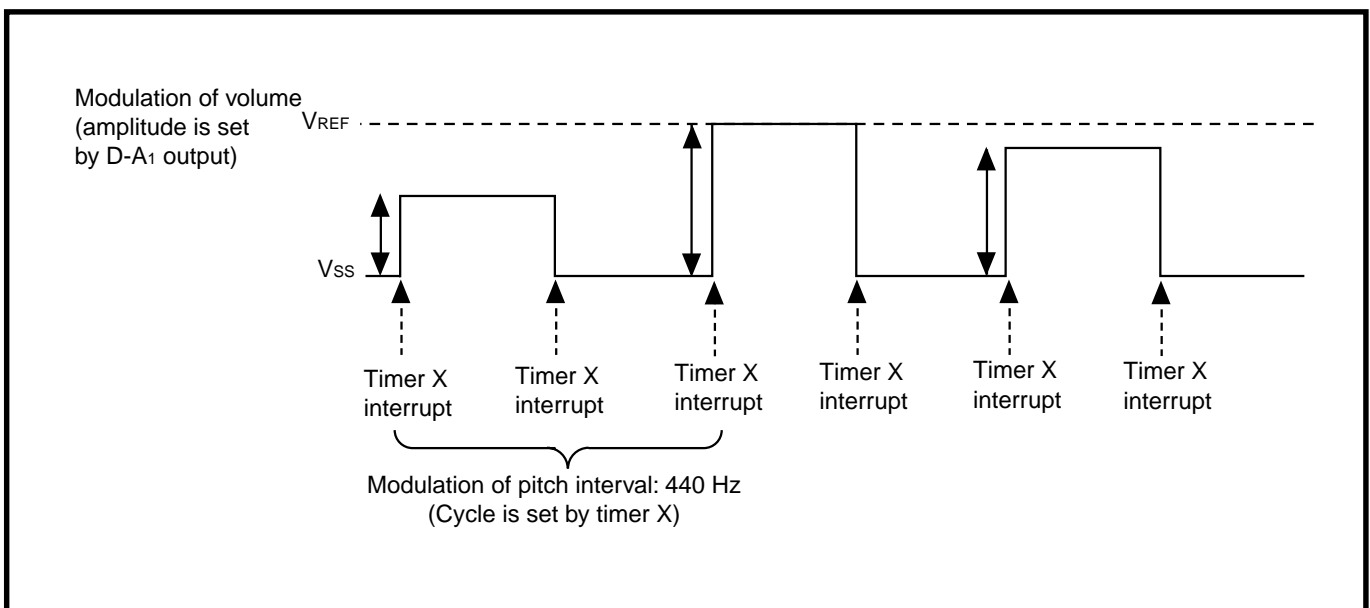 Modulation of volume
(amplitude is set
by D-A1 output)
VREF
VSS
Timer X
interrupt
Timer X
interrupt
Timer X
interrupt
Timer X
interrupt
Timer X
interrupt
Timer X
interrupt
Modulation of pitch interval: 440 Hz
(Cycle is set by timer X)